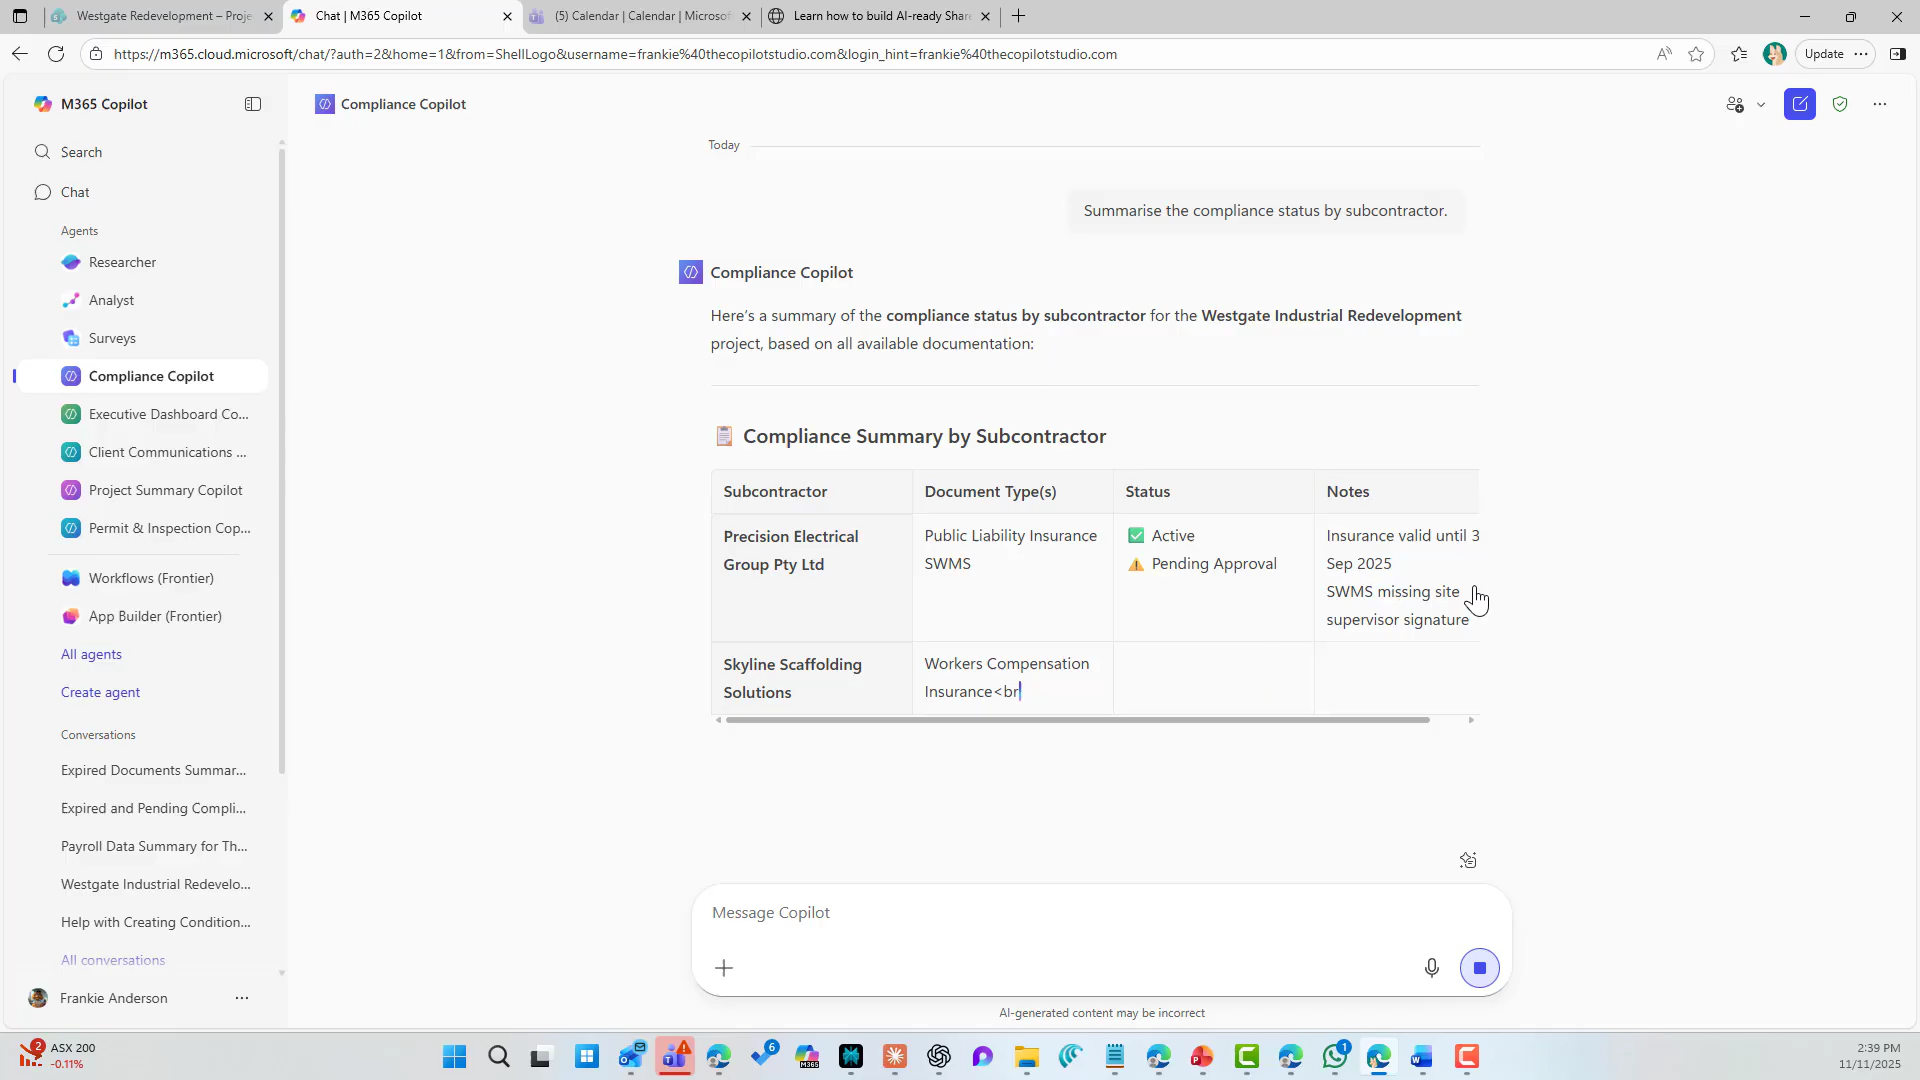 Westgate Redevelopment – Proje
Chat | M365 Copilot
(5) Calendar | Calendar | Microsof
Learn how to build AI-ready Shar
https://m365.cloud.microsoft/chat/?auth=2&home=1&from=ShellLogo&username=frankie%40thecopilotstudio.com&login_hint=frankie%40thecopilotstudio.com
Update
M365 Copilot
Search
Chat
Agents
Researcher
Analyst
Surveys
Compliance Copilot
Executive Dashboard Co...
Client Communications ...
Project Summary Copilot
Permit & Inspection Cop...
Workflows (Frontier)
App Builder (Frontier)
All agents
Create agent
Conversations
Expired Documents Summar...
Expired and Pending Compli...
Payroll Data Summary for Th...
Westgate Industrial Redevelo...
Help with Creating Condition...
All conversations
Frankie Anderson
Compliance Copilot
Today
Summarise the compliance status by subcontractor.
Compliance Copilot
Here's a summary of the compliance status by subcontractor for the Westgate Industrial Redevelopment
project, based on all available documentation:
📋 Compliance Summary by Subcontractor
Subcontractor Document Type(s) Status Notes
Precision Electrical Public Liability Insurance ✅ Active Insurance valid until 3
Group Pty Ltd SWMS ⚠️ Pending Approval Sep 2025
SWMS missing site
supervisor signature
Skyline Scaffolding Workers Compensation
Solutions Insurance<br
Message Copilot
AI-generated content may be incorrect
2
ASX 200
-0.11%
6
M365
1
2:39 PM
11/11/2025